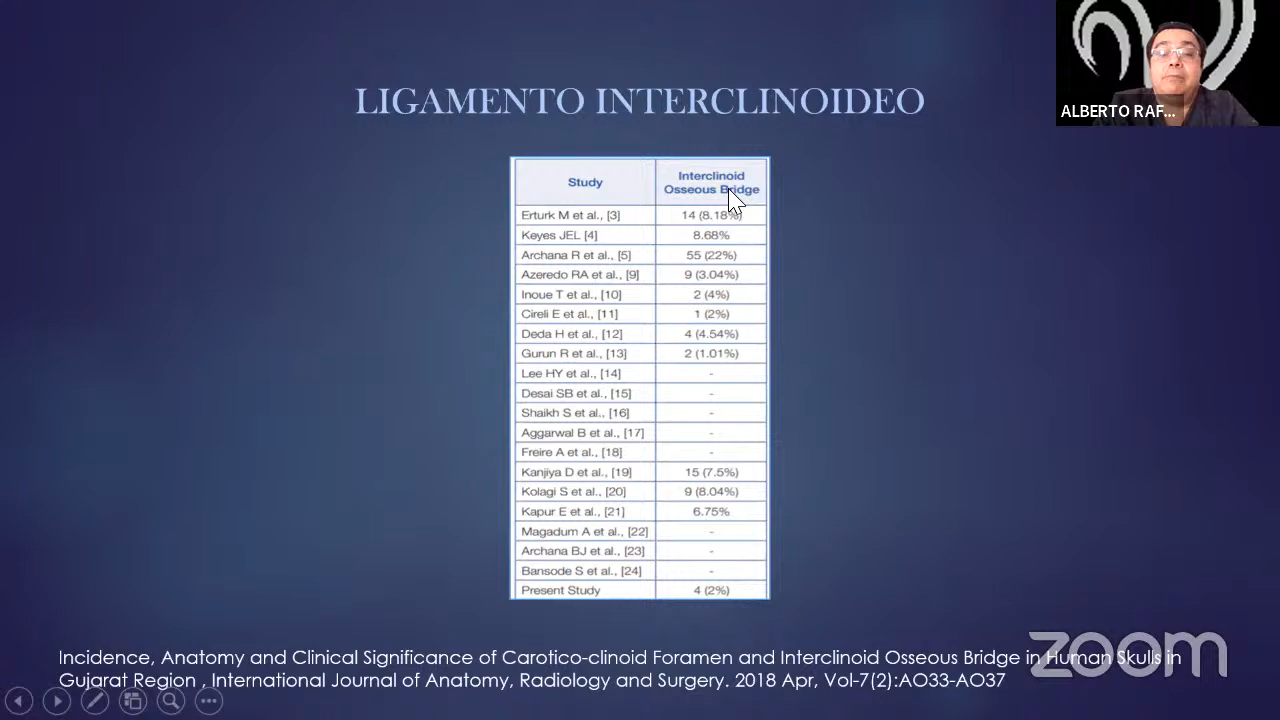 LIGAMENTO INTERCLINOIDEO
ALBERTO RAF...
Study Interclinoid Osseous Bridge
Erturk M et al., [3] 14 (8.18%)
Keyes JEL [4] 8.68%
Archana R et al., [5] 55 (22%)
Azeredo RA et al., [9] 9 (3.04%)
Inoue T et al., [10] 2 (4%)
Cireli E et al., [11] 1 (2%)
Deda H et al., [12] 4 (4.54%)
Gurun R et al., [13] 2 (1.01%)
Lee HY et al., [14] -
Desai SB et al., [15] -
Shaikh S et al., [16] -
Aggarwal B et al., [17] -
Freire A et al., [18] -
Kanjiya D et al., [19] 15 (7.5%)
Kolagi S et al., [20] 9 (8.04%)
Kapur E et al., [21] 6.75%
Magadum A et al., [22] -
Archana BJ et al., [23] -
Bansode S et al., [24] -
Present Study 4 (2%)
Incidence, Anatomy and Clinical Significance of Carotico-clinoid Foramen and Interclinoid Osseous Bridge in Human Skulls in
Gujarat Region , International Journal of Anatomy, Radiology and Surgery. 2018 Apr, Vol-7(2):AO33-AO37
zoom